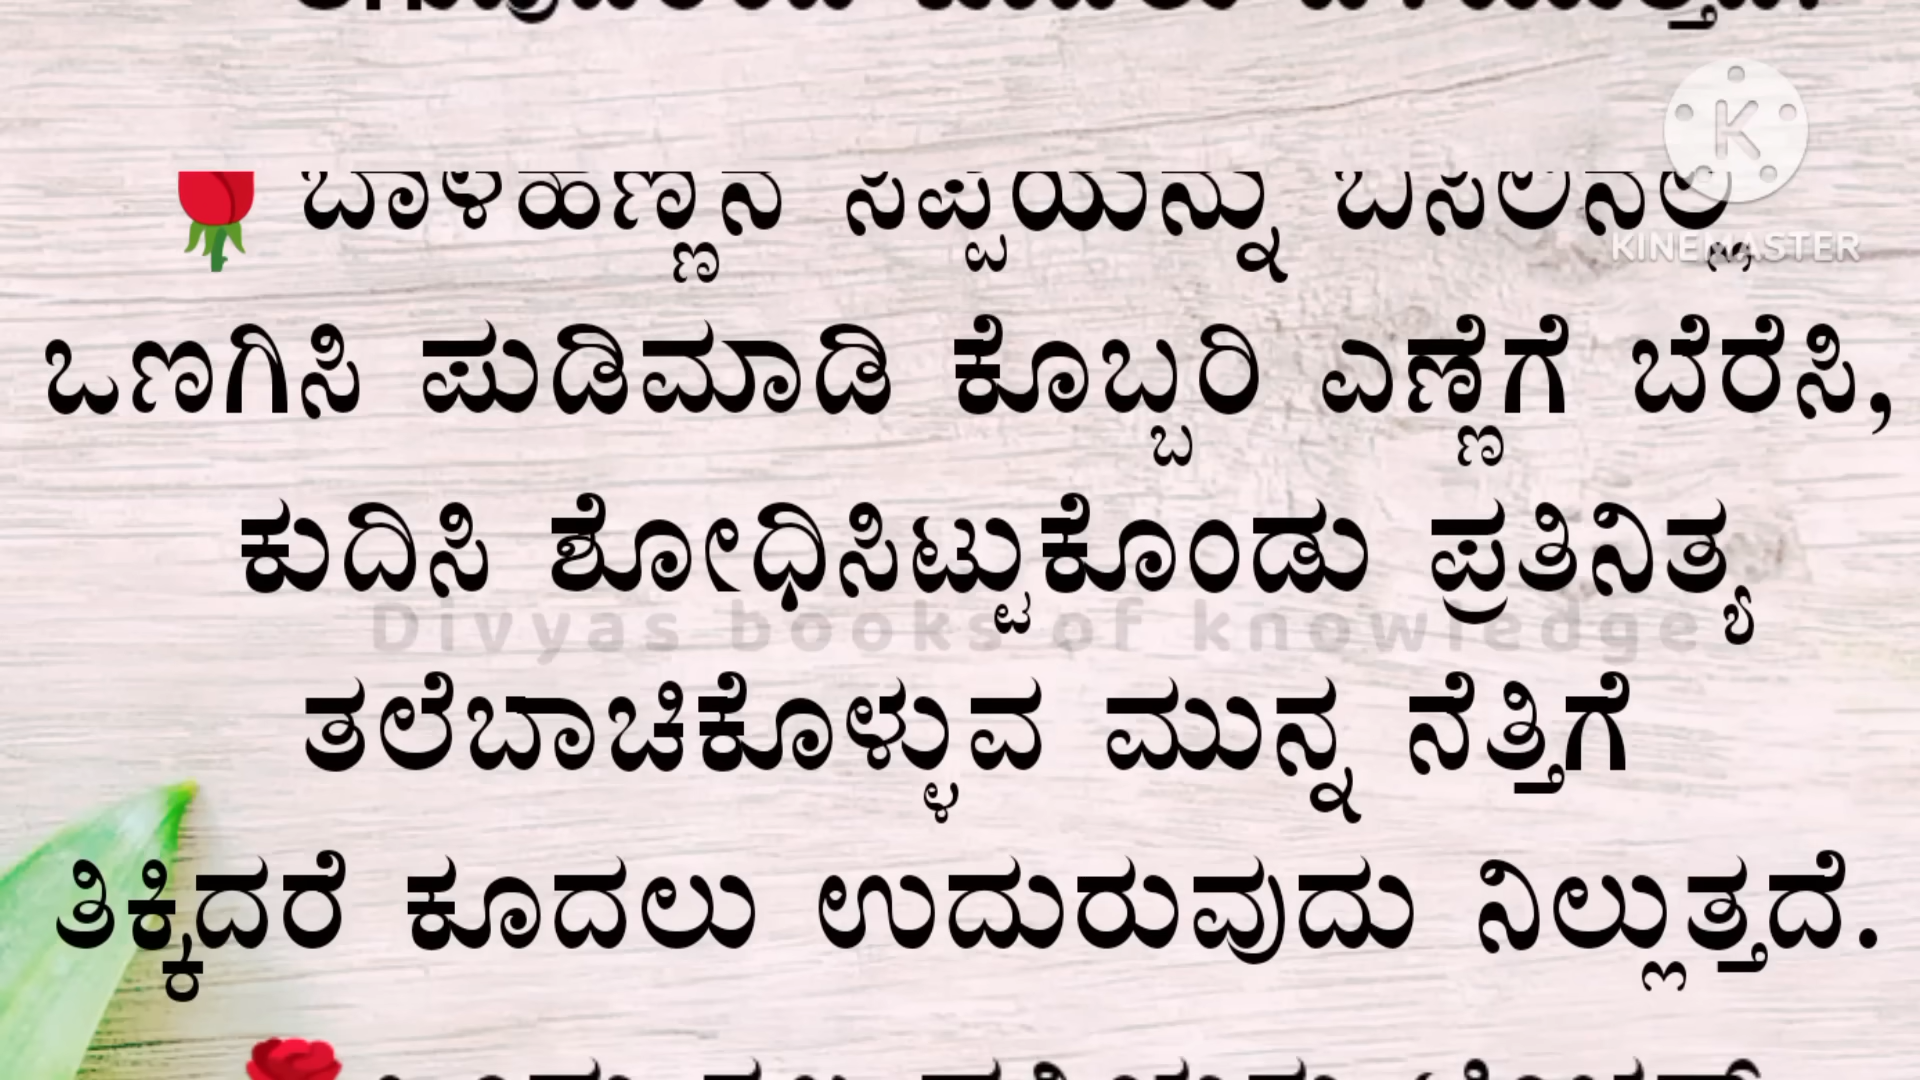 ಬಾಳೆಹಣ್ಣಿನ ಸಿಪ್ಪೆಯನ್ನು ಬಿಸಿಲಿನಲ್ಲಿ
KINEMASTER
ಒಣಗಿಸಿ ಪುಡಿಮಾಡಿ ಕೊಬ್ಬರಿ ಎಣ್ಣೆಗೆ ಬೆರೆಸಿ,
ಕುದಿಸಿ ಶೋಧಿಸಿಟ್ಟುಕೊಂಡು ಪ್ರತಿನಿತ್ಯ
Divyas books of knowledge
ತಲೆಬಾಚಿಕೊಳ್ಳುವ ಮುನ್ನ ನೆತ್ತಿಗೆ
ತಿಕ್ಕಿದರೆ ಕೂದಲು ಉದುರುವುದು ನಿಲ್ಲುತ್ತದೆ.